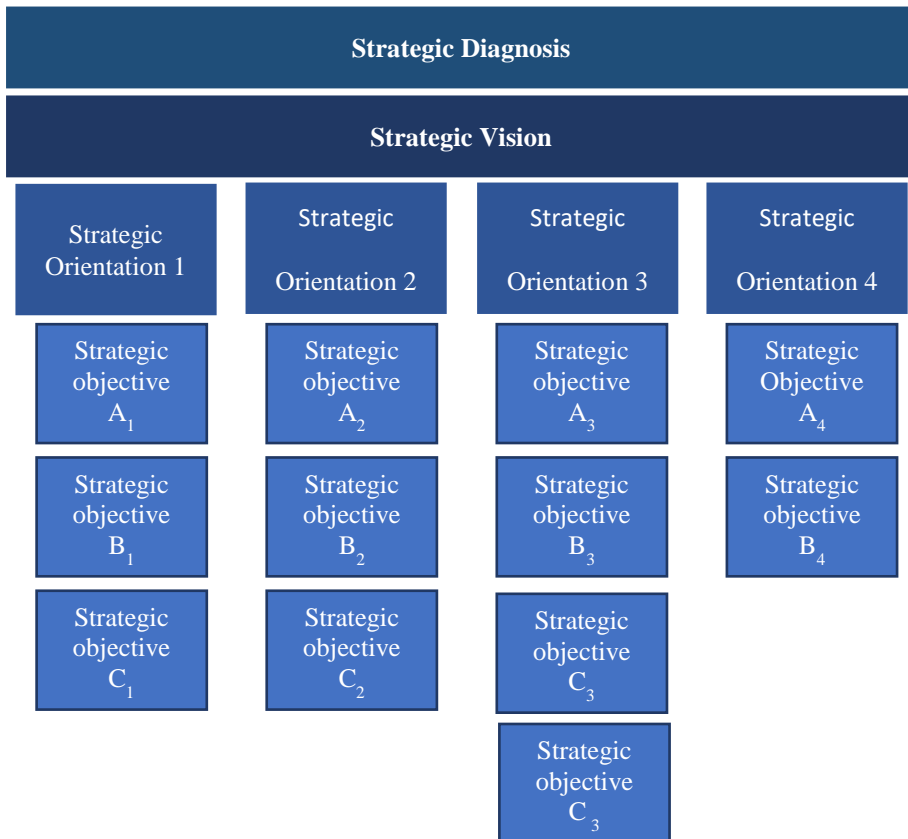 Strategic Diagnosis
Strategic Vision
Strategic
Orientation 1
Strategic
Orientation 2
Strategic
Orientation 3
Strategic
Orientation 4
Strategic
objective
A₁
Strategic
objective
A₂
Strategic
objective
A₃
Strategic
Objective
A₄
Strategic
objective
B₁
Strategic
objective
B₂
Strategic
objective
B₃
Strategic
objective
B₄
Strategic
objective
C₁
Strategic
objective
C₂
Strategic
objective
C₃
Strategic
objective
C ₃